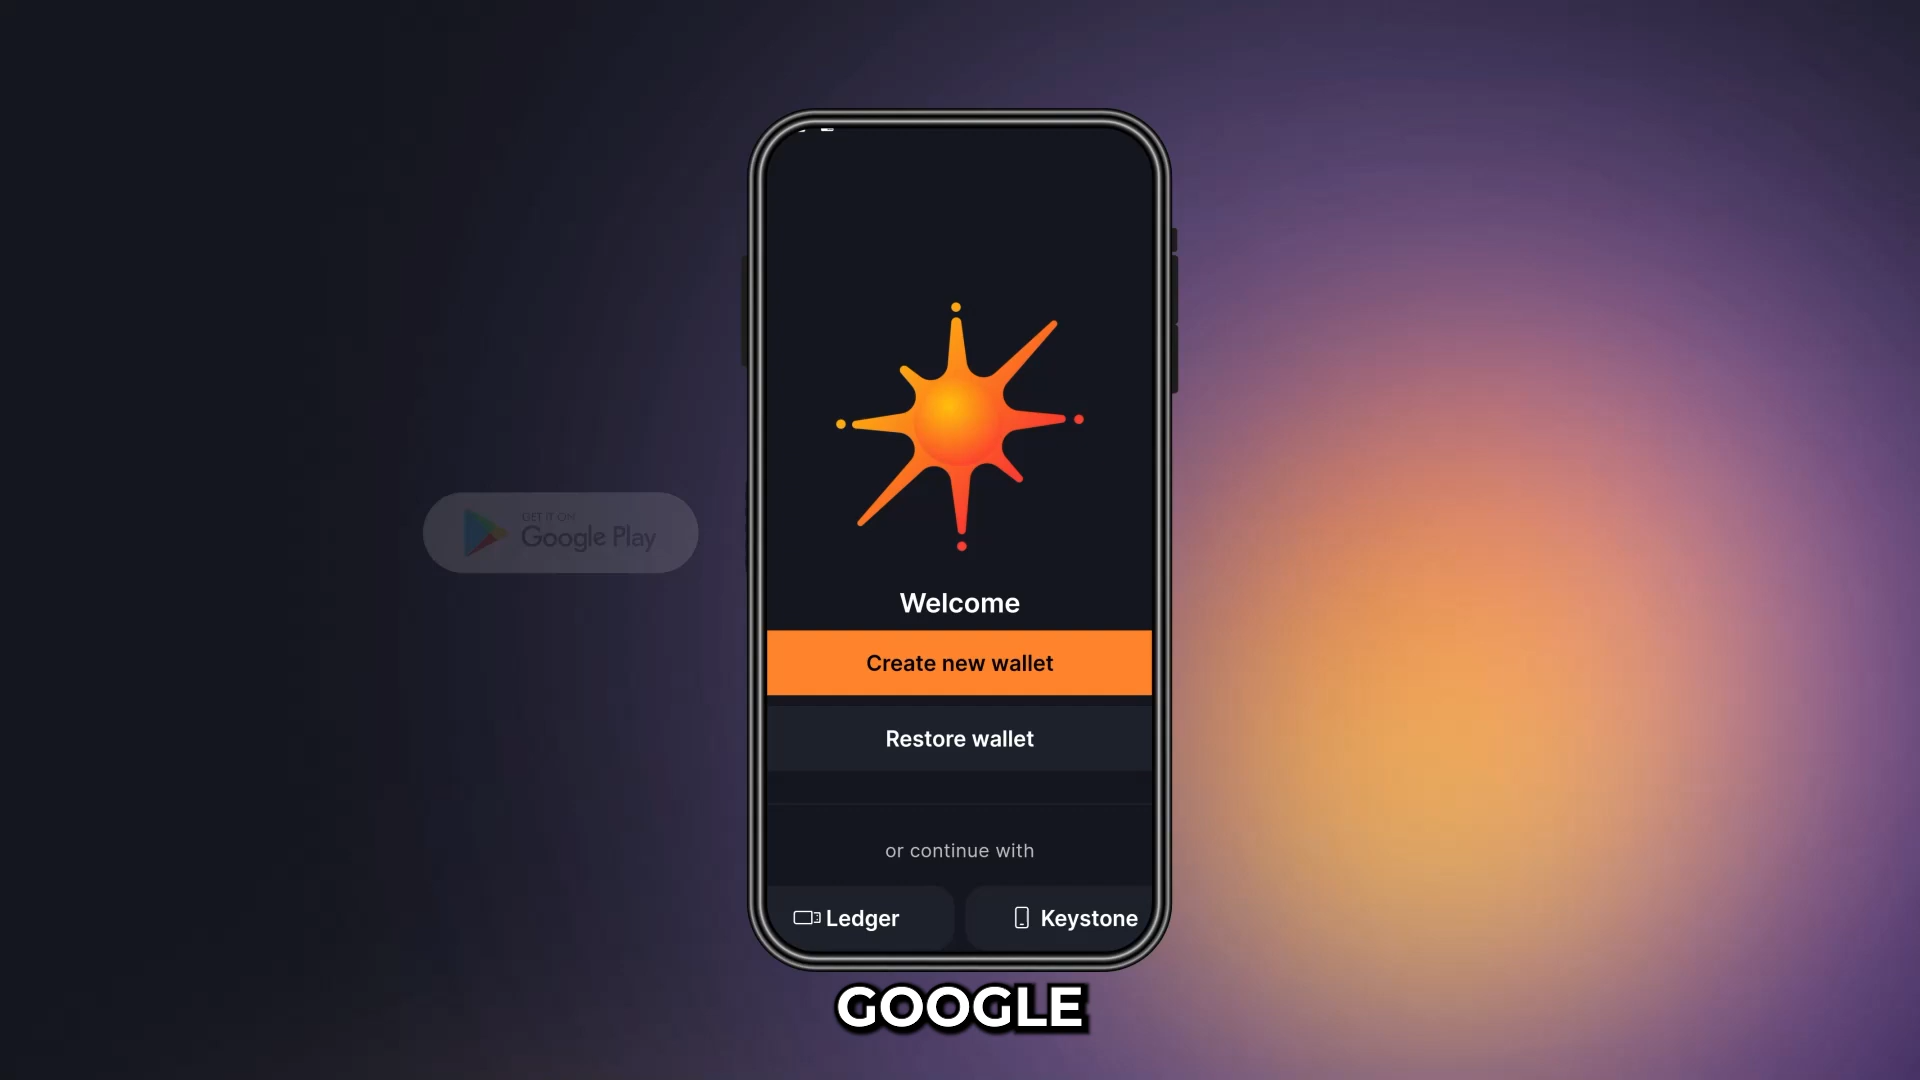 GET IT ON
Google Play
Welcome
Create new wallet
Restore wallet
or continue with
Ledger
Keystone
GOOGLE